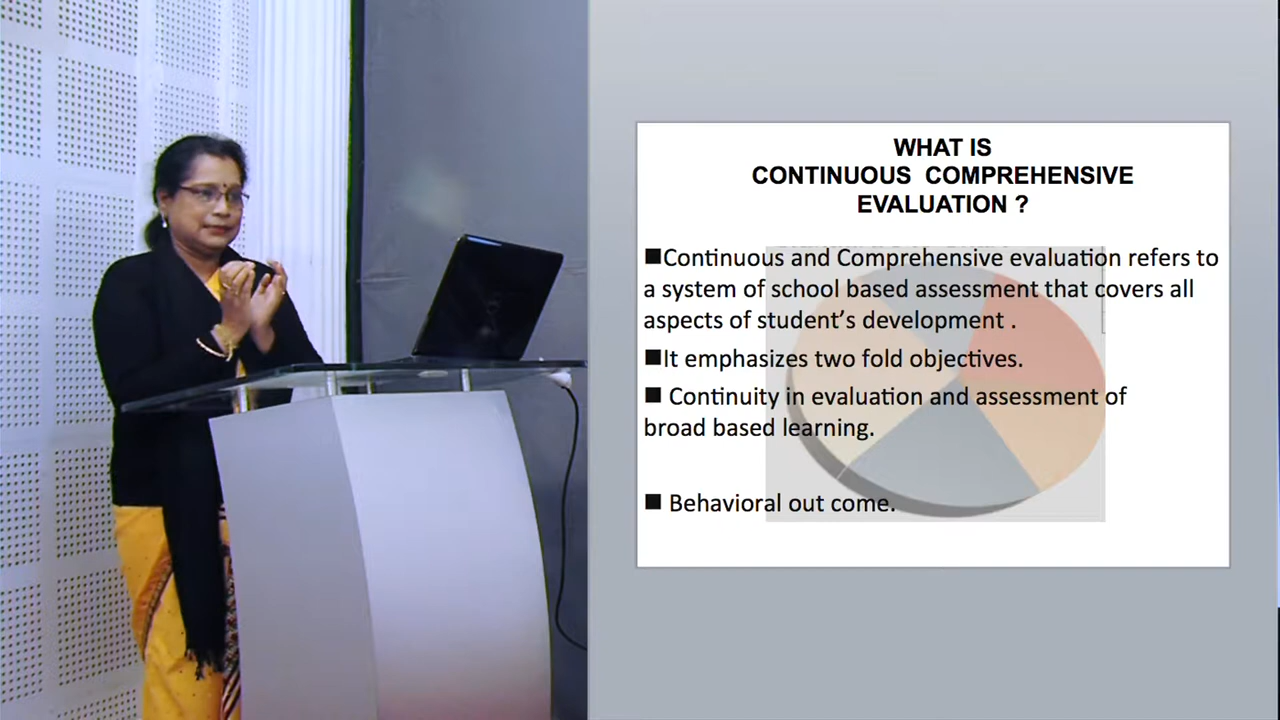 WHAT IS
CONTINUOUS COMPREHENSIVE
EVALUATION ?
■Continuous and Comprehensive evaluation refers to
a system of school based assessment that covers all
aspects of student’s development .
■It emphasizes two fold objectives.
■ Continuity in evaluation and assessment of
broad based learning.
■ Behavioral out come.